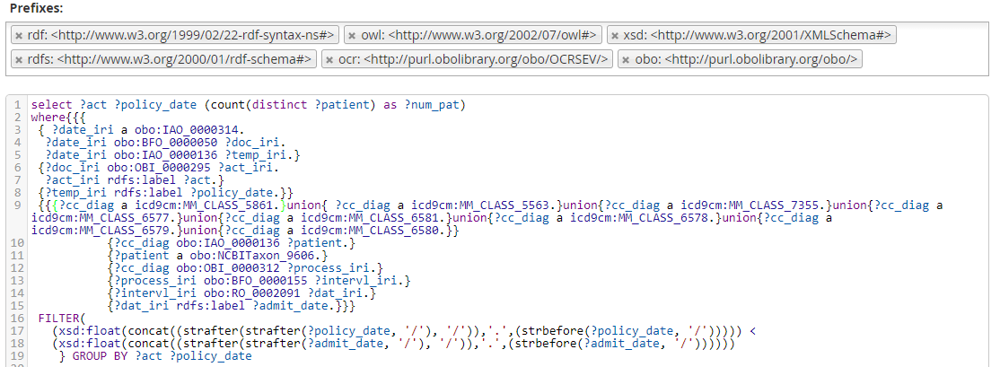 Prefixes:
× rdf: <http://www.w3.org/1999/02/22-rdf-syntax-ns#> × owl: <http://www.w3.org/2002/07/owl#> × xsd: <http://www.w3.org/2001/XMLSchema#>
× rdfs: <http://www.w3.org/2000/01/rdf-schema#> × ocr: <http://purl.obolibrary.org/obo/OCRSEV/> × obo: <http://purl.obolibrary.org/obo/>
1 select ?act ?policy_date (count(distinct ?patient) as ?num_pat)
2 where{{{
3 { ?date_iri a obo:IAO_0000314.
4 ?date_iri obo:BFO_0000050 ?doc_iri.
5 ?date_iri obo:IAO_0000136 ?temp_iri.}
6 {?doc_iri obo:OBI_0000295 ?act_iri.
7 ?act_iri rdfs:label ?act.}
8 {?temp_iri rdfs:label ?policy_date.}}
9 {{{?cc_diag a icd9cm:MM_CLASS_5861.}union{ ?cc_diag a icd9cm:MM_CLASS_5563.}union{?cc_diag a icd9cm:MM_CLASS_7355.}union{?cc_diag a
icd9cm:MM_CLASS_6577.}union{?cc_diag a icd9cm:MM_CLASS_6581.}union{?cc_diag a icd9cm:MM_CLASS_6578.}union{?cc_diag a
icd9cm:MM_CLASS_6579.}union{?cc_diag a icd9cm:MM_CLASS_6580.}}
10 {?cc_diag obo:IAO_0000136 ?patient.}
11 {?patient a obo:NCBITaxon_9606.}
12 {?cc_diag obo:OBI_0000312 ?process_iri.}
13 {?process_iri obo:BFO_0000155 ?intervl_iri.}
14 {?intervl_iri obo:RO_0002091 ?dat_iri.}
15 {?dat_iri rdfs:label ?admit_date.}}}
16 FILTER(
17 (xsd:float(concat((strafter(strafter(?policy_date, '/'), '/')),'.',(strbefore(?policy_date, '/'))))) <
18 (xsd:float(concat((strafter(strafter(?admit_date, '/'), '/')),'.',(strbefore(?admit_date, '/'))))))
19 } GROUP BY ?act ?policy_date